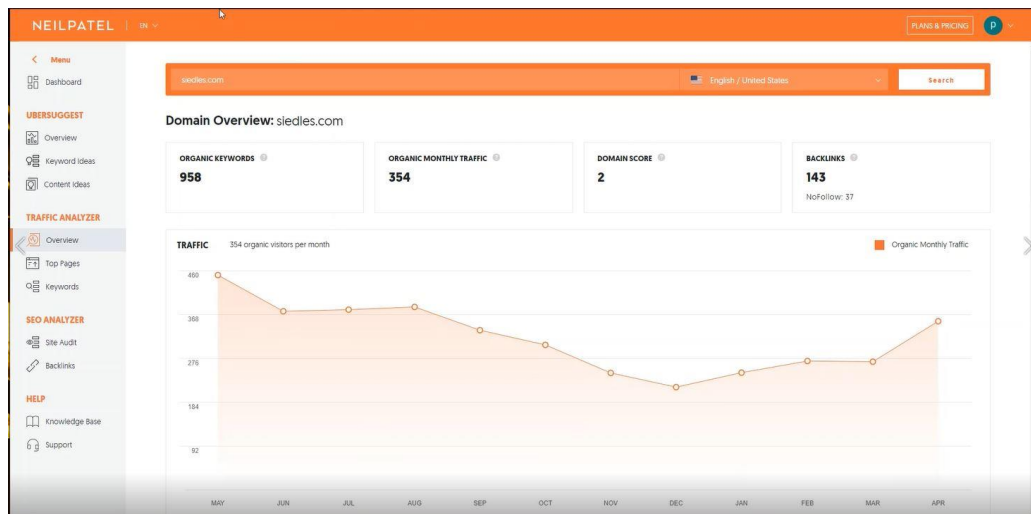 NEILPATEL EN PLANS & PRICING p
Menu
Dashboard
UBERSUGGEST
Overview
Keyword Ideas
Content Ideas
TRAFFIC ANALYZER
Overview
Top Pages
Keywords
SEO ANALYZER
Site Audit
Backlinks
HELP
Knowledge Base
Support
siedles.com English / United States Search
Domain Overview: siedles.com
ORGANIC KEYWORDS ?
958
ORGANIC MONTHLY TRAFFIC ?
354
DOMAIN SCORE ?
2
BACKLINKS ?
143
NoFollow: 37
TRAFFIC 354 organic visitors per month Organic Monthly Traffic
460
368
276
184
92
MAY JUN JUL AUG SEP OCT NOV DEC JAN FEB MAR APR